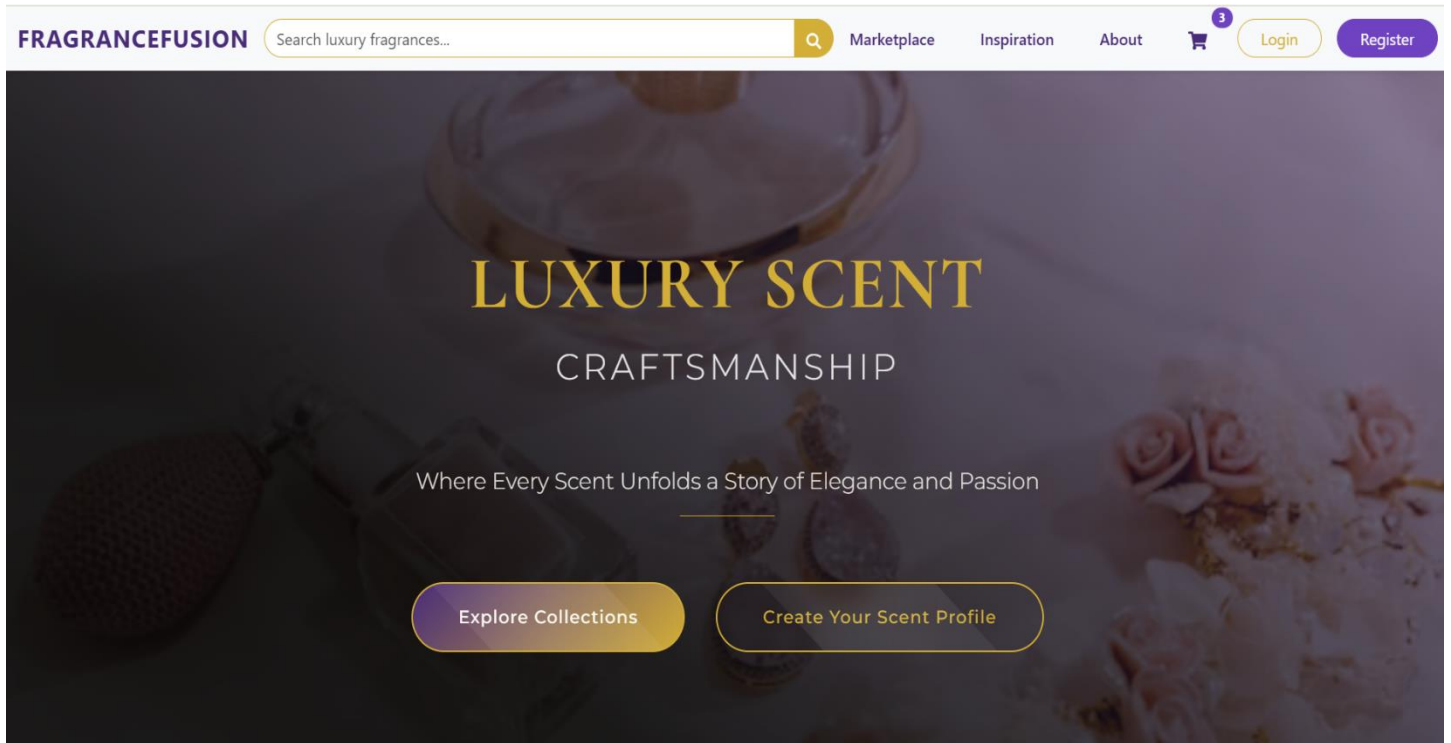 FRAGRANCEFUSION
Search luxury fragrances...
Marketplace
Inspiration
About
3
Login
Register
LUXURY SCENT
CRAFTSMANSHIP
Where Every Scent Unfolds a Story of Elegance and Passion
Explore Collections
Create Your Scent Profile